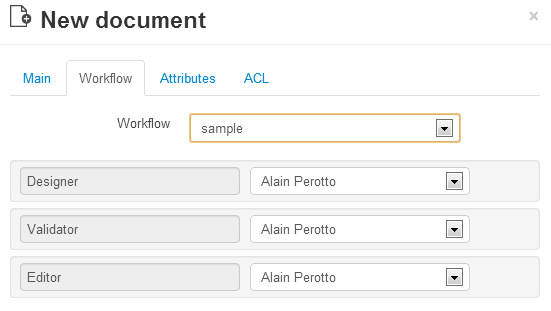 New document
×
Main Workflow Attributes ACL
Workflow sample
Designer Alain Perotto
Validator Alain Perotto
Editor Alain Perotto